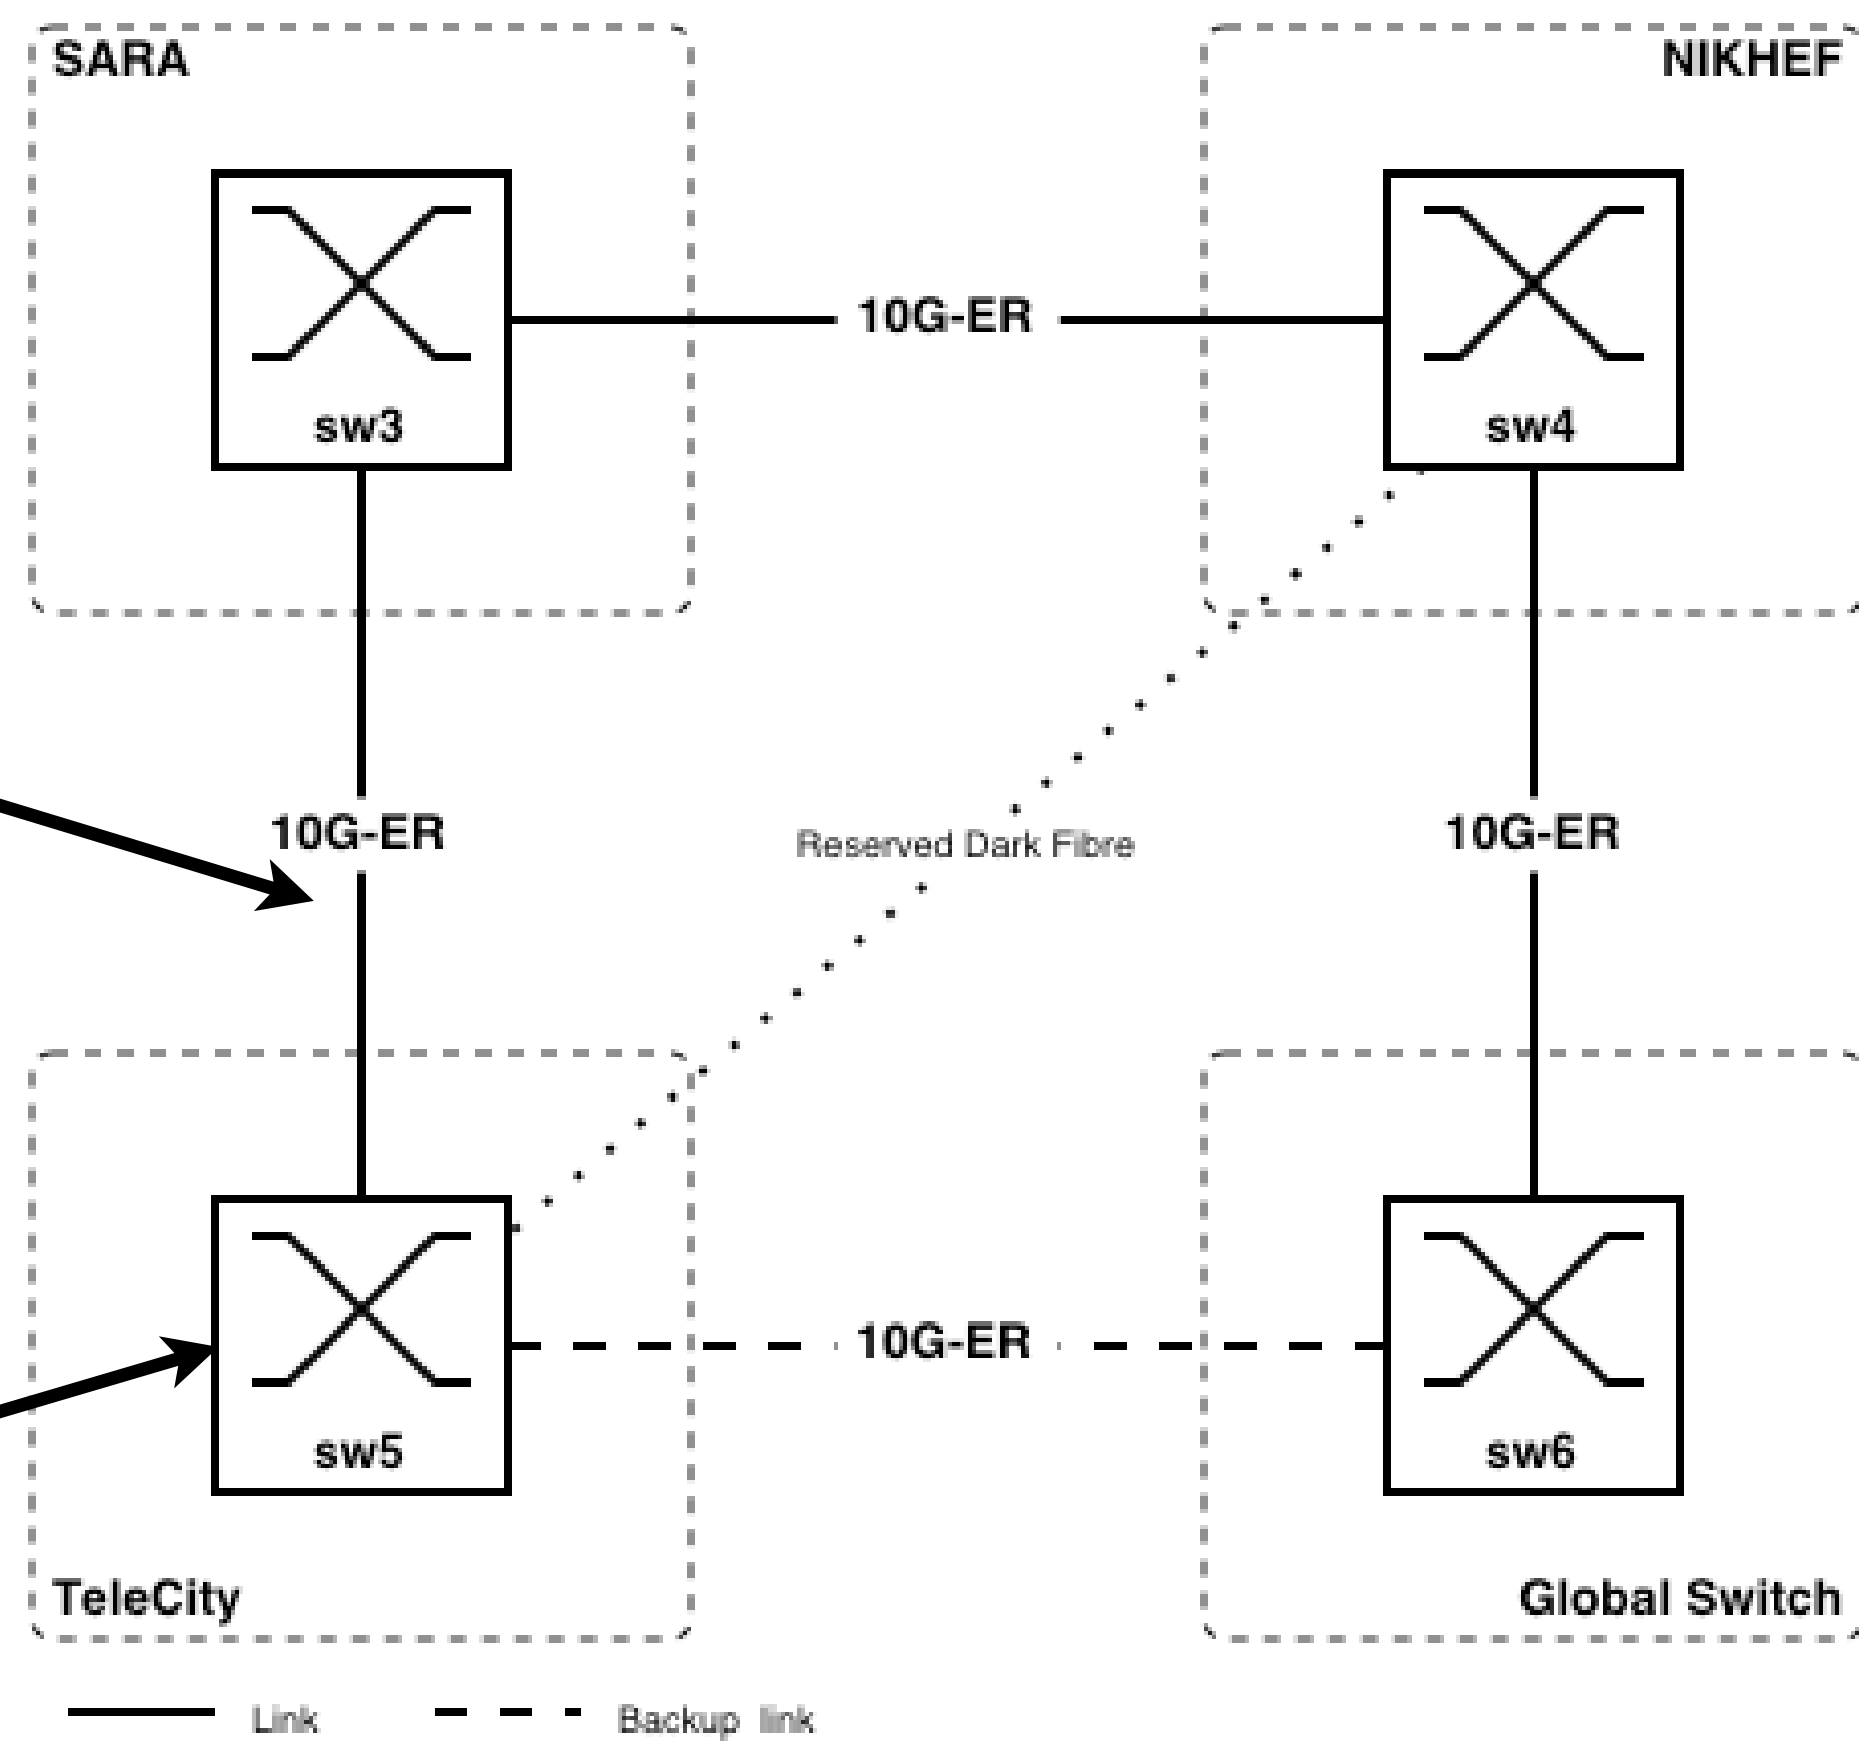 SARA
NIKHEF
10G-ER
sw3
sw4
10G-ER
Reserved Dark Fibre
10G-ER
10G-ER
sw5
sw6
TeleCity
Global Switch
Link
Backup link